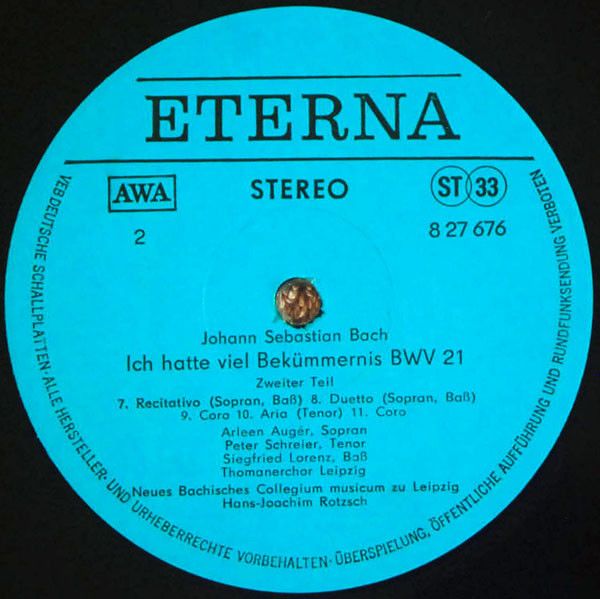 ETERNA
AWA
STEREO
ST 33
2
8 27 676
Johann Sebastian Bach
Ich hatte viel Bekümmernis BWV 21
Zweiter Teil
7. Recitativo (Sopran, Baß) 8. Duetto (Sopran, Baß)
9. Coro 10. Aria (Tenor) 11. Coro
Arleen Augér, Sopran
Peter Schreier, Tenor
Siegfried Lorenz, Baß
Thomanerchor Leipzig
Neues Bachisches Collegium musicum zu Leipzig
Hans-Joachim Rotzsch
VEB DEUTSCHE SCHALLPLATTEN · ALLE HERSTELLER- UND URHEBERRECHTE VORBEHALTEN · ÜBERSPIELUNG, ÖFFENTLICHE AUFFÜHRUNG UND RUNDFUNKSENDUNG VERBOTEN